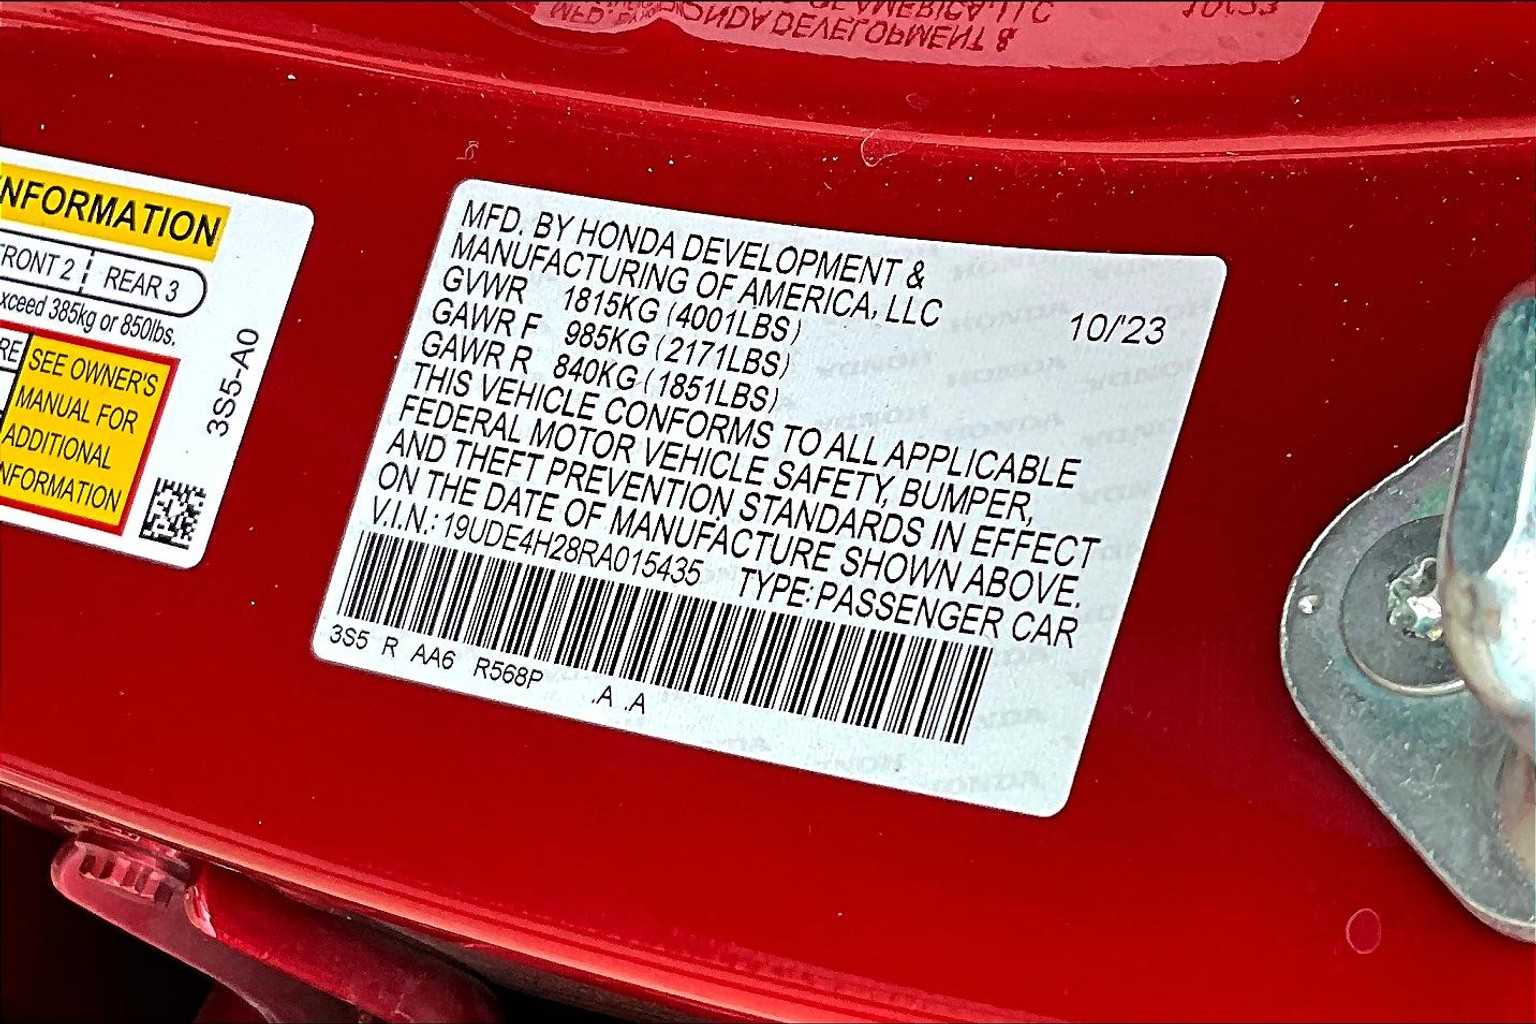 NFORMATION
FRONT 2 REAR 3
xceed 385kg or 850lbs.
SEE OWNER'S
MANUAL FOR
ADDITIONAL
NFORMATION
3S5-A0
MFD. BY HONDA DEVELOPMENT &
MANUFACTURING OF AMERICA, LLC
GVWR 1815KG (4001LBS) 10/'23
GAWR F 985KG (2171LBS)
GAWR R 840KG (1851LBS)
THIS VEHICLE CONFORMS TO ALL APPLICABLE
FEDERAL MOTOR VEHICLE SAFETY, BUMPER,
AND THEFT PREVENTION STANDARDS IN EFFECT
ON THE DATE OF MANUFACTURE SHOWN ABOVE.
V.I.N.: 19UDE4H28RA015435 TYPE: PASSENGER CAR
3S5 R AA6 R568P .A .A